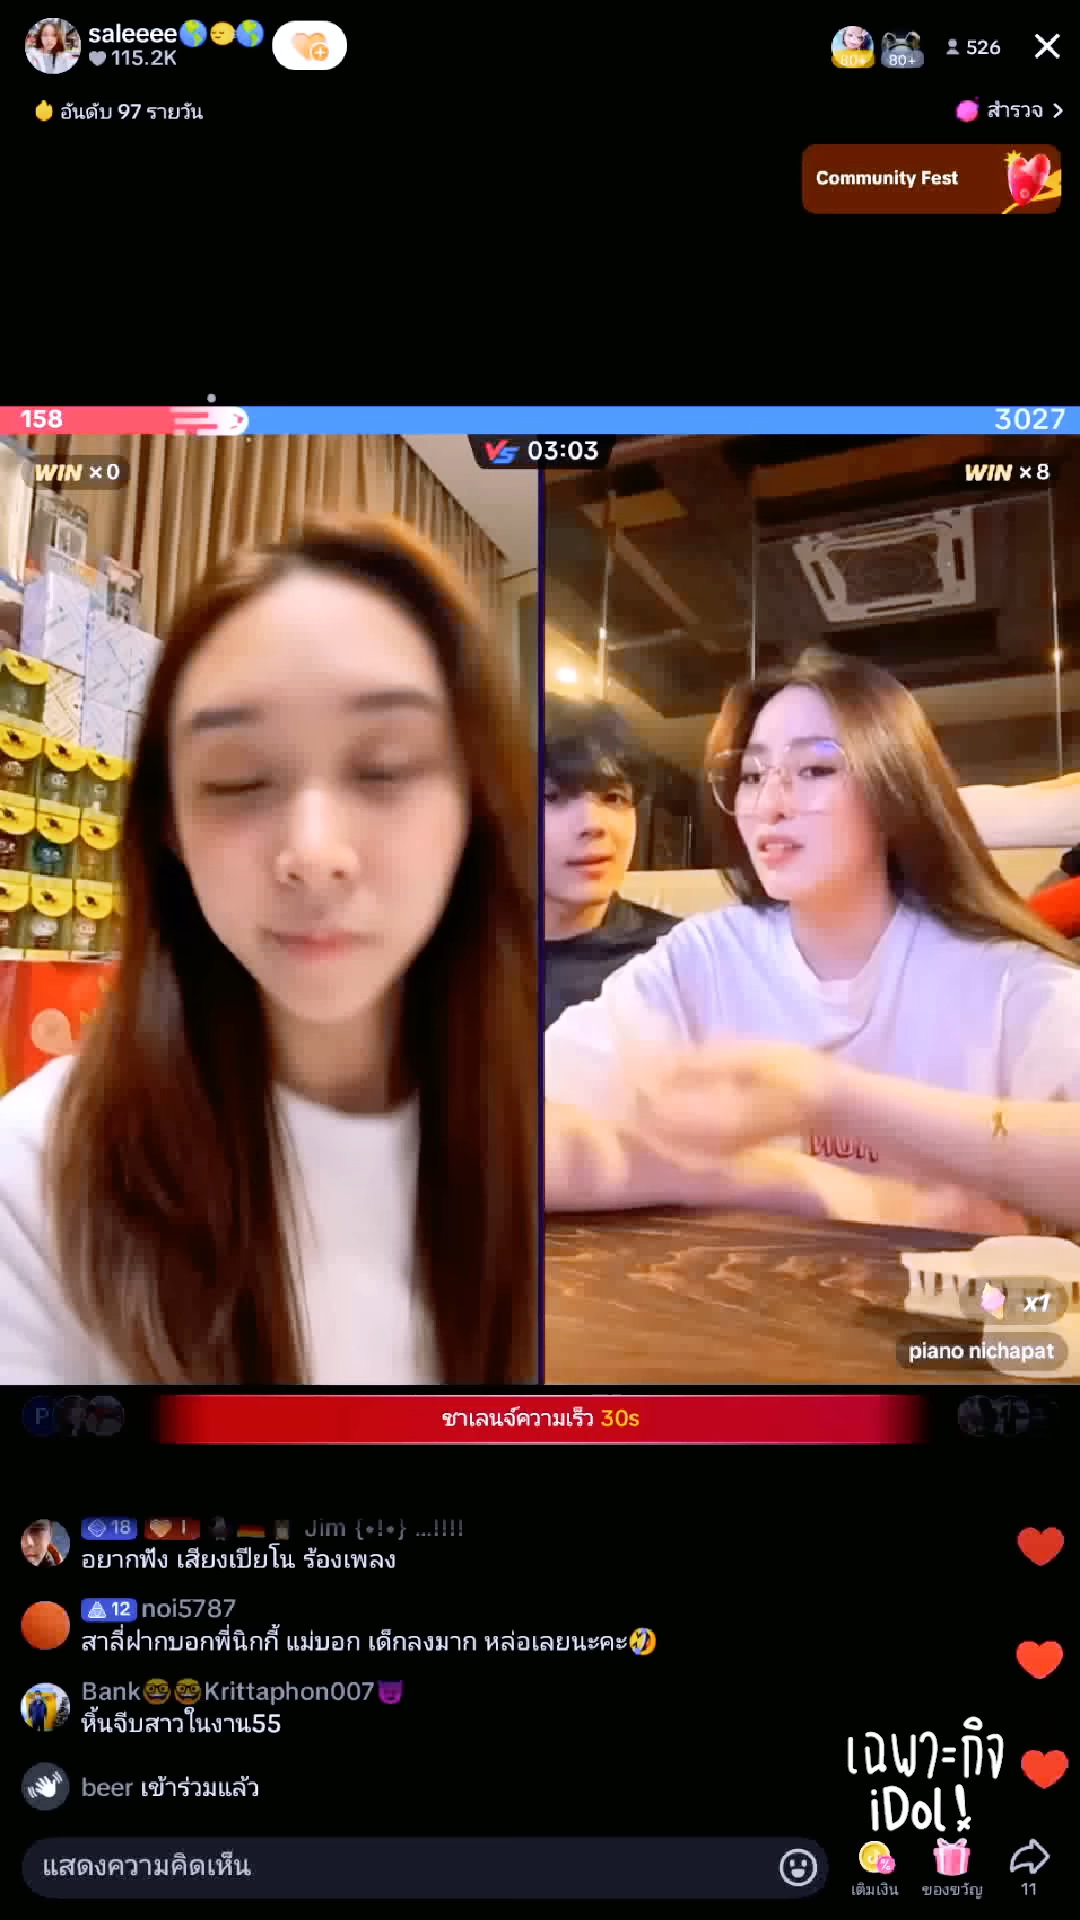 saleeee🌎😌🌎
115.2K
80+
80+
526
อันดับ 97 รายวัน
สำรวจ
Community Fest
158
3027
VS 03:03
WIN ×0
WIN ×8
x1
piano nichapat
P
ชาเลนจ์ความเร็ว 30s
18 Jim {•!•} ...!!!!
อยากฟัง เสียงเปียโน ร้องเพลง
12 noi5787
สาลี่ฝากบอกพี่นิกกี้ แม่บอก เด็กลงมาก หล่อเลยนะคะ🤣
Bank🤓🤓Krittaphon007😈
หิ้นจีบสาวในงาน55
beer เข้าร่วมแล้ว
เฉพาะกิจ
iDol!
แสดงความคิดเห็น
เติมเงิน
ของขวัญ
11